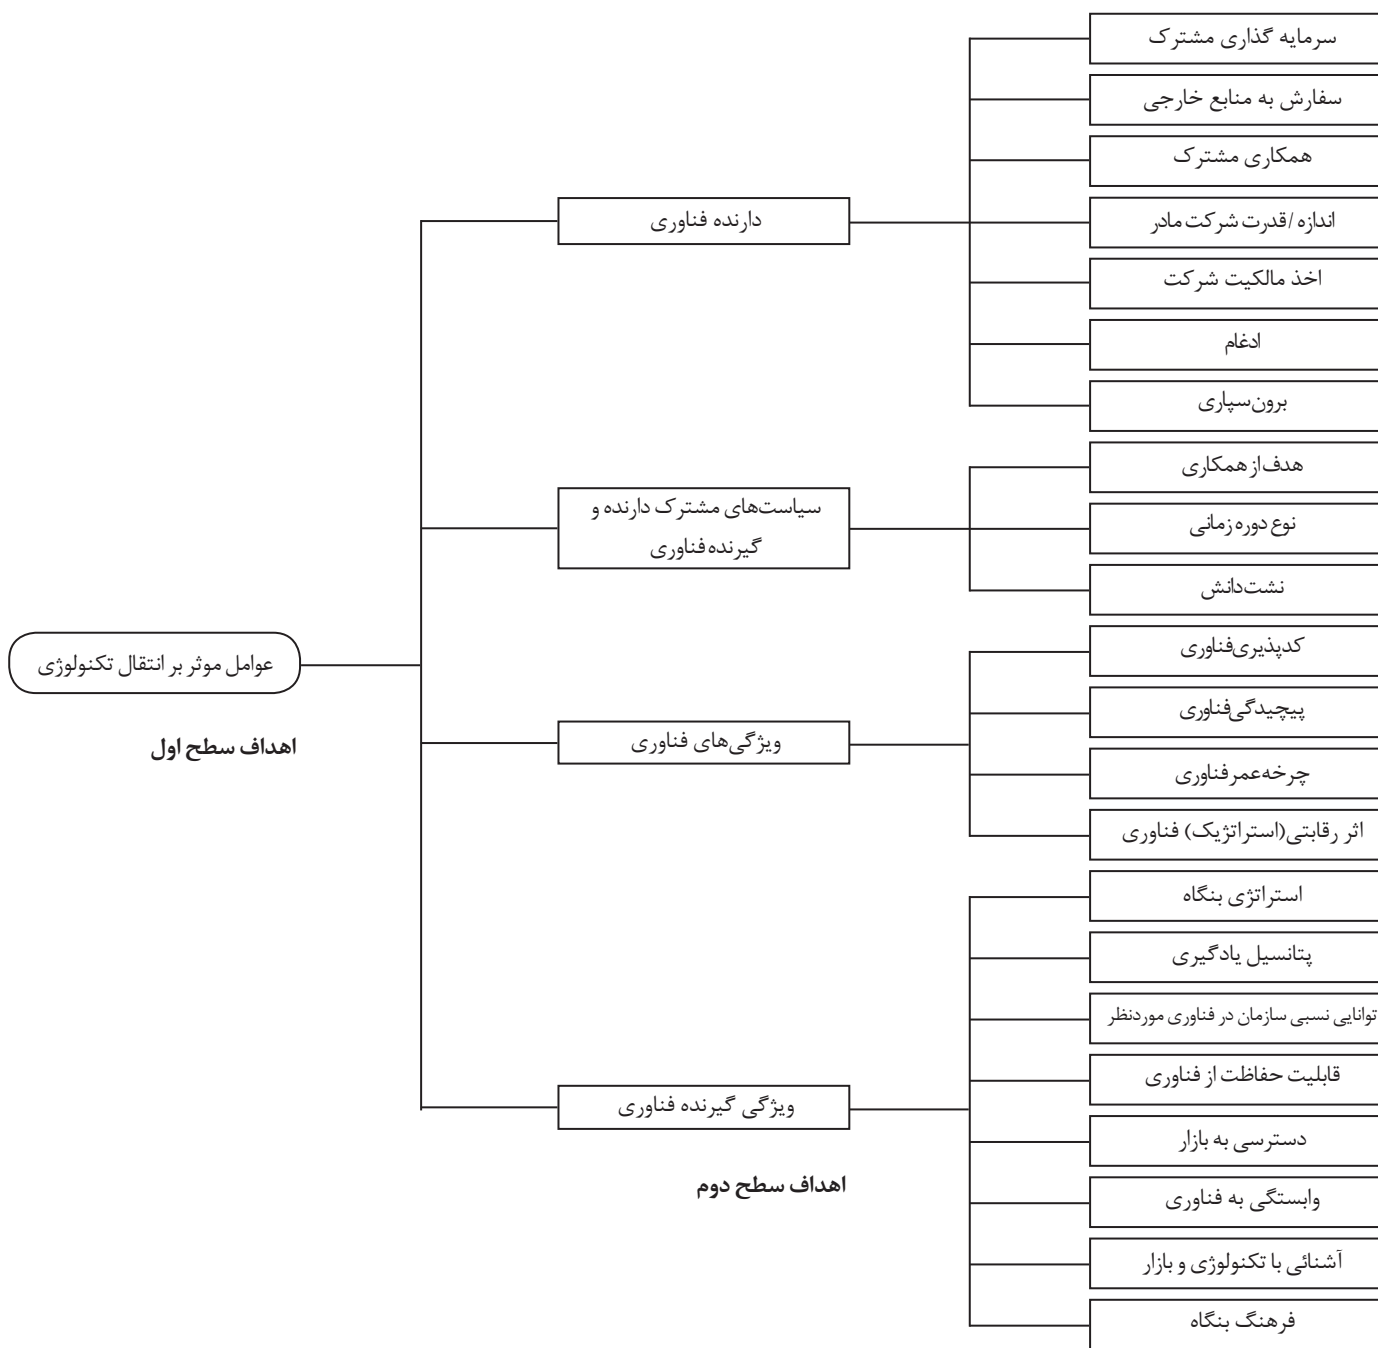 سرمایه گذاری مشترک
سفارش به منابع خارجی
همکاری مشترک
دارنده فناوری
اندازه /قدرت شرکت مادر
اخذ مالکیت شرکت
ادغام
برون‌سپاری
هدف از همکاری
سیاست‌های مشترک دارنده و
گیرنده فناوری
نوع دوره زمانی
نشت دانش
عوامل موثر بر انتقال تکنولوژی
اهداف سطح اول
کدپذیری فناوری
پیچیدگی فناوری
ویژگی‌های فناوری
چرخه عمر فناوری
اثر رقابتی(استراتژیک) فناوری
استراتژی بنگاه
پتانسیل یادگیری
توانایی نسبی سازمان در فناوری موردنظر
قابلیت حفاظت از فناوری
ویژگی گیرنده فناوری
اهداف سطح دوم
دسترسی به بازار
وابستگی به فناوری
آشنائی با تکنولوژی و بازار
فرهنگ بنگاه